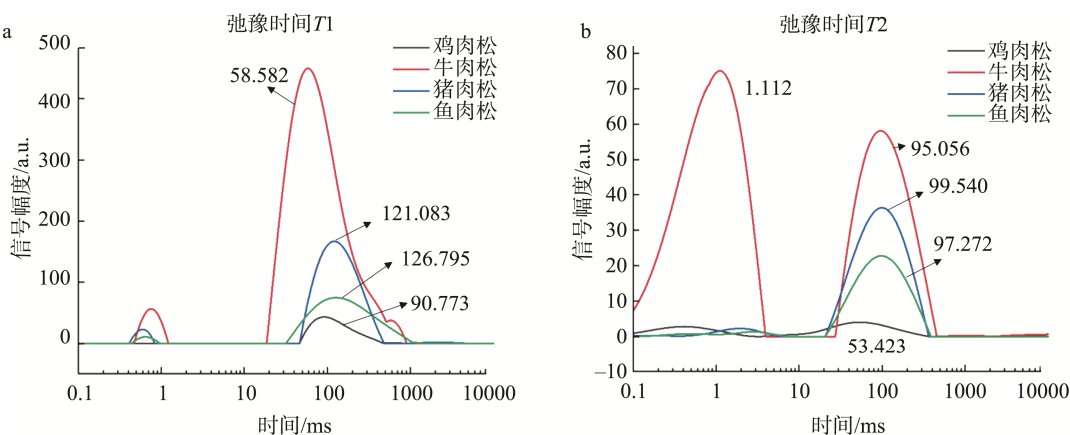 a
弛豫时间T1
500
400
300
200
100
0
信号幅度/a.u.
鸡肉松
牛肉松
猪肉松
鱼肉松
58.582
121.083
126.795
90.773
0.1 1 10 100 1000 10000
时间/ms
b
弛豫时间T2
80
70
60
50
40
30
20
10
0
–10
信号幅度/a.u.
鸡肉松
牛肉松
猪肉松
鱼肉松
1.112
95.056
99.540
97.272
53.423
0.1 1 10 100 1000 10000
时间/ms